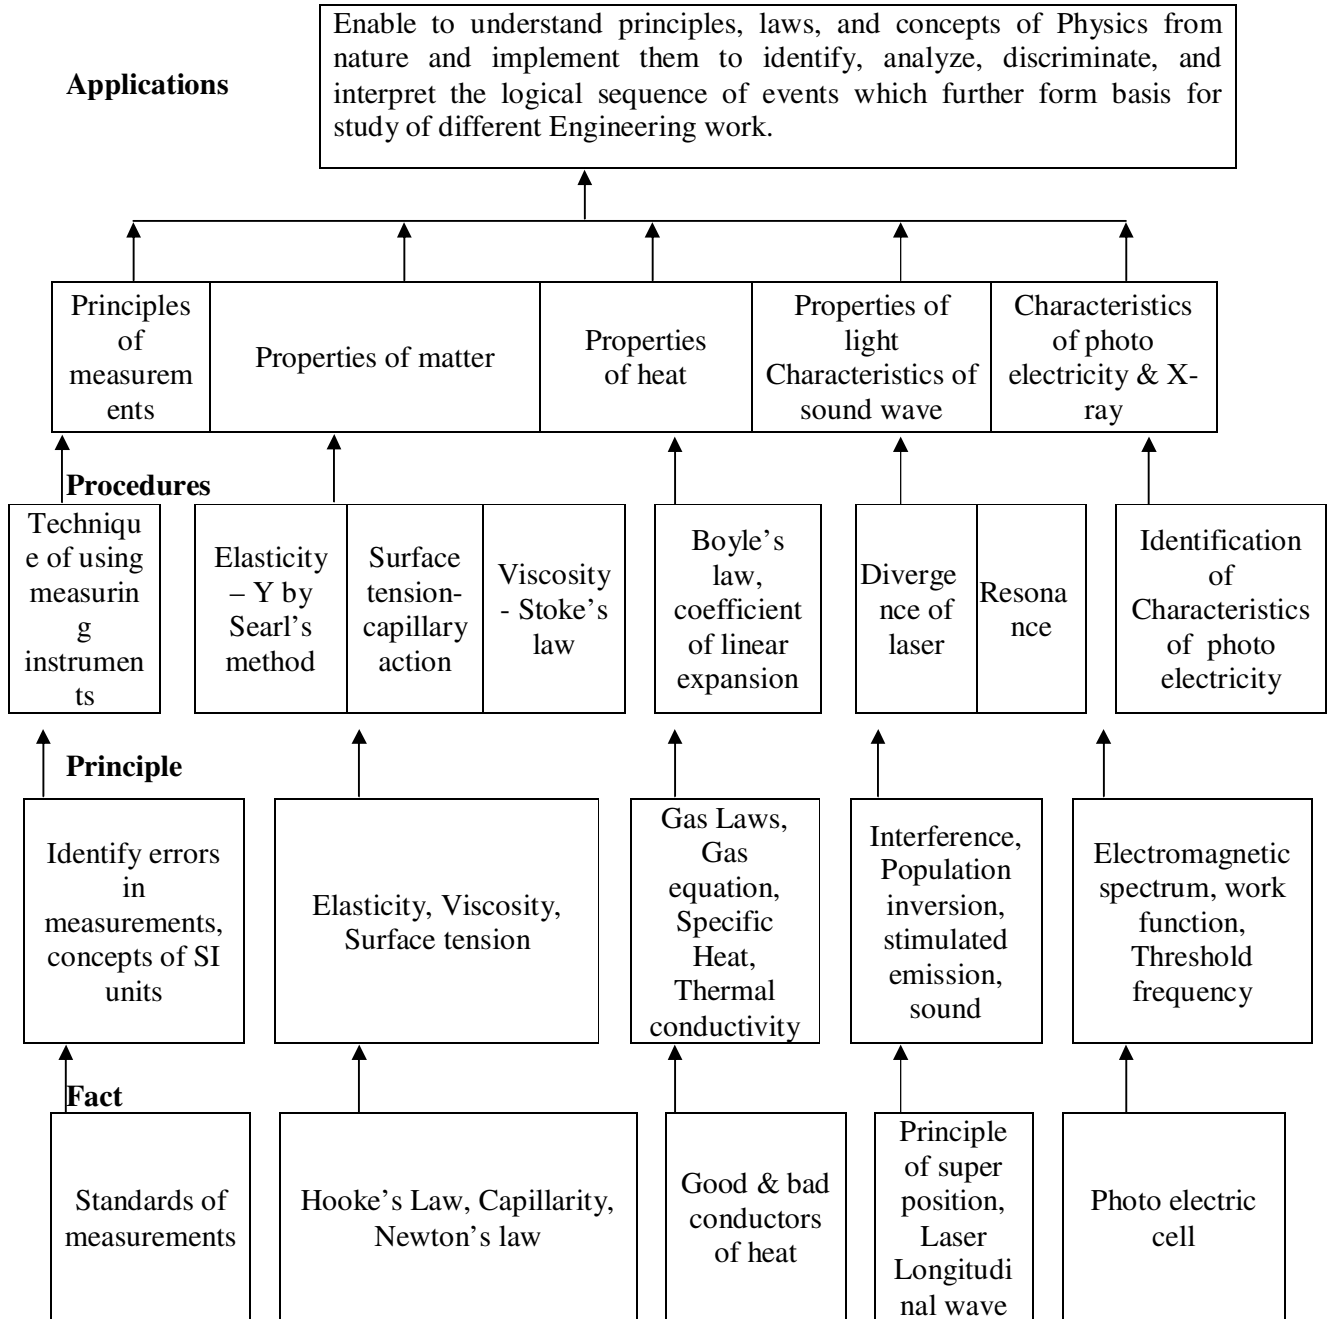 Enable to understand principles, laws, and concepts of Physics from
nature and implement them to identify, analyze, discriminate, and
interpret the logical sequence of events which further form basis for
study of different Engineering work.
Applications
Principles
of
measurem
ents
Properties of matter
Properties
of heat
Properties of
light
Characteristics of
sound wave
Characteristics
of photo
electricity & X-
ray
Procedures
Techniqu
e of using
measurin
g
instrumen
ts
Elasticity
– Y by
Searl’s
method
Surface
tension-
capillary
action
Viscosity
- Stoke’s
law
Boyle’s
law,
coefficient
of linear
expansion
Diverge
nce of
laser
Resona
nce
Identification
of
Characteristics
of photo
electricity
Principle
Identify errors
in
measurements,
concepts of SI
units
Elasticity, Viscosity,
Surface tension
Gas Laws,
Gas
equation,
Specific
Heat,
Thermal
conductivity
Interference,
Population
inversion,
stimulated
emission,
sound
Electromagnetic
spectrum, work
function,
Threshold
frequency
Fact
Standards of
measurements
Hooke’s Law, Capillarity,
Newton’s law
Good & bad
conductors
of heat
Principle
of super
position,
Laser
Longitudi
nal wave
Photo electric
cell